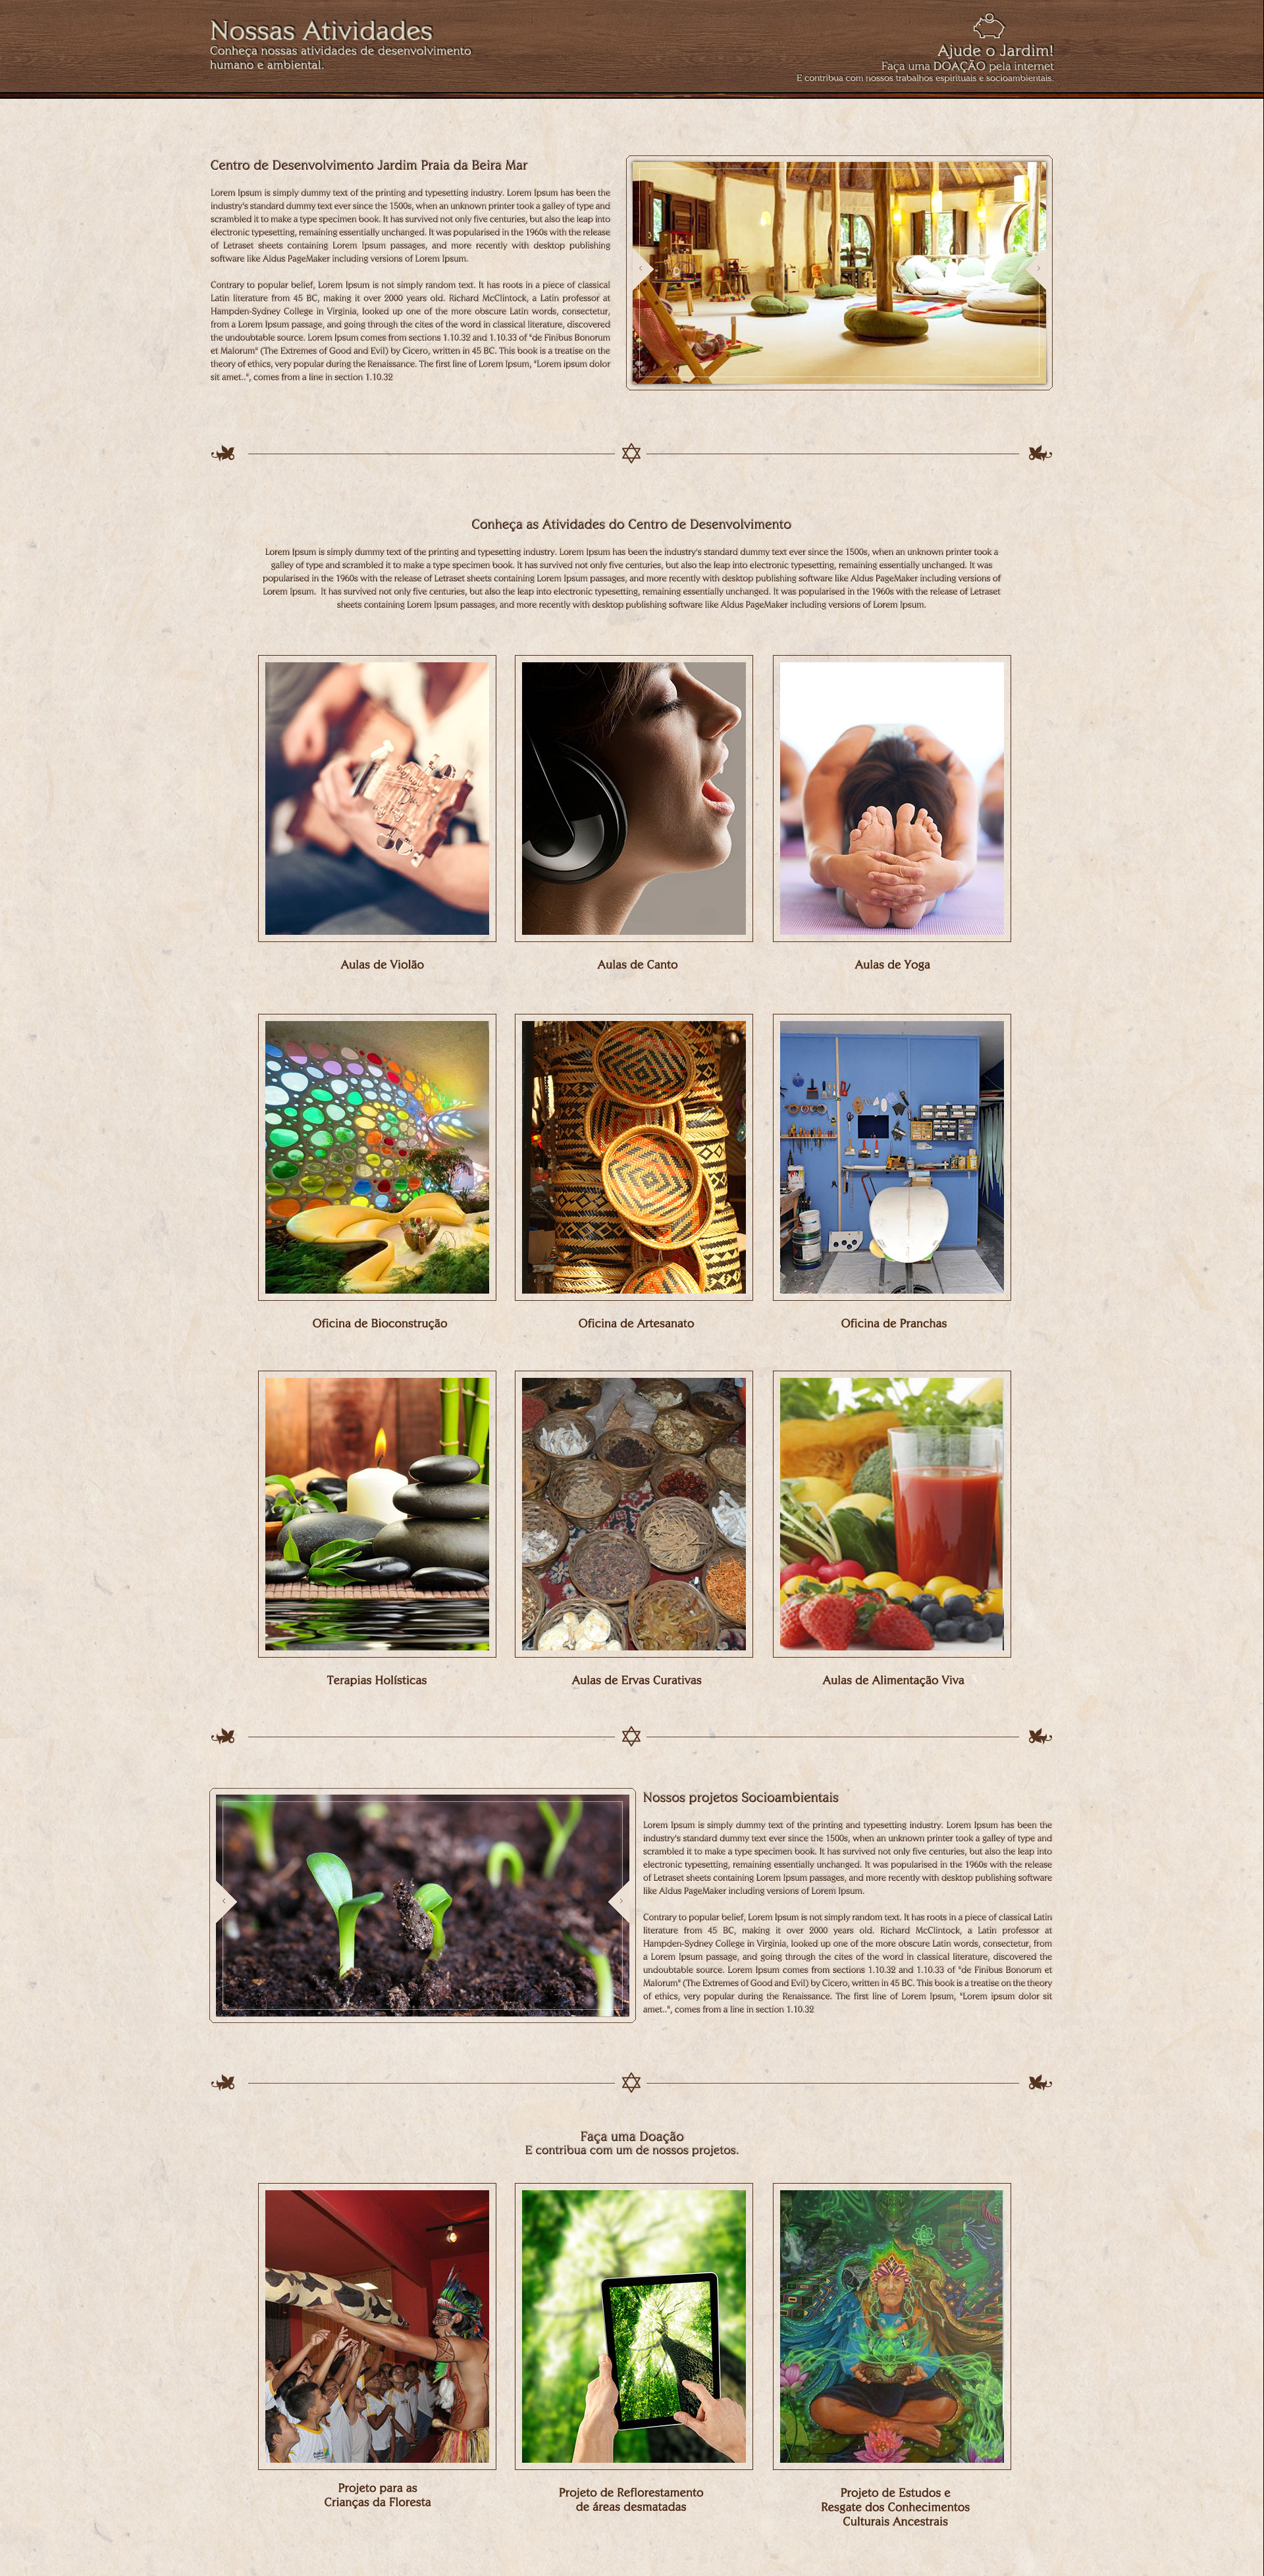 Nossas Atividades
Conheça nossas atividades de desenvolvimento
humano e ambiental.
Ajude o Jardim!
Faça uma DOAÇÃO pela internet
E contribua com nossos trabalhos espirituais e socioambientais.
Centro de Desenvolvimento Jardim Praia da Beira Mar
Lorem Ipsum is simply dummy text of the printing and typesetting industry. Lorem Ipsum has been the
industry's standard dummy text ever since the 1500s, when an unknown printer took a galley of type and
scrambled it to make a type specimen book. It has survived not only five centuries, but also the leap into
electronic typesetting, remaining essentially unchanged. It was popularised in the 1960s with the release
of Letraset sheets containing Lorem Ipsum passages, and more recently with desktop publishing
software like Aldus PageMaker including versions of Lorem Ipsum.
Contrary to popular belief, Lorem Ipsum is not simply random text. It has roots in a piece of classical
Latin literature from 45 BC, making it over 2000 years old. Richard McClintock, a Latin professor at
Hampden-Sydney College in Virginia, looked up one of the more obscure Latin words, consectetur,
from a Lorem Ipsum passage, and going through the cites of the word in classical literature, discovered
the undoubtable source. Lorem Ipsum comes from sections 1.10.32 and 1.10.33 of "de Finibus Bonorum
et Malorum" (The Extremes of Good and Evil) by Cicero, written in 45 BC. This book is a treatise on the
theory of ethics, very popular during the Renaissance. The first line of Lorem Ipsum, "Lorem ipsum dolor
sit amet..", comes from a line in section 1.10.32
Conheça as Atividades do Centro de Desenvolvimento
Lorem Ipsum is simply dummy text of the printing and typesetting industry. Lorem Ipsum has been the industry's standard dummy text ever since the 1500s, when an unknown printer took a
galley of type and scrambled it to make a type specimen book. It has survived not only five centuries, but also the leap into electronic typesetting, remaining essentially unchanged. It was
popularised in the 1960s with the release of Letraset sheets containing Lorem Ipsum passages, and more recently with desktop publishing software like Aldus PageMaker including versions of
Lorem Ipsum. It has survived not only five centuries, but also the leap into electronic typesetting, remaining essentially unchanged. It was popularised in the 1960s with the release of Letraset
sheets containing Lorem Ipsum passages, and more recently with desktop publishing software like Aldus PageMaker including versions of Lorem Ipsum.
Aulas de Violão
Aulas de Canto
Aulas de Yoga
Oficina de Bioconstrução
Oficina de Artesanato
Oficina de Pranchas
Terapias Holísticas
Aulas de Ervas Curativas
Aulas de Alimentação Viva
Nossos projetos Socioambientais
Lorem Ipsum is simply dummy text of the printing and typesetting industry. Lorem Ipsum has been the
industry's standard dummy text ever since the 1500s, when an unknown printer took a galley of type and
scrambled it to make a type specimen book. It has survived not only five centuries, but also the leap into
electronic typesetting, remaining essentially unchanged. It was popularised in the 1960s with the release
of Letraset sheets containing Lorem Ipsum passages, and more recently with desktop publishing software
like Aldus PageMaker including versions of Lorem Ipsum.
Contrary to popular belief, Lorem Ipsum is not simply random text. It has roots in a piece of classical Latin
literature from 45 BC, making it over 2000 years old. Richard McClintock, a Latin professor at
Hampden-Sydney College in Virginia, looked up one of the more obscure Latin words, consectetur, from
a Lorem Ipsum passage, and going through the cites of the word in classical literature, discovered the
undoubtable source. Lorem Ipsum comes from sections 1.10.32 and 1.10.33 of "de Finibus Bonorum et
Malorum" (The Extremes of Good and Evil) by Cicero, written in 45 BC. This book is a treatise on the theory
of ethics, very popular during the Renaissance. The first line of Lorem Ipsum, "Lorem ipsum dolor sit
amet..", comes from a line in section 1.10.32
Faça uma Doação
E contribua com um de nossos projetos.
Projeto para as
Crianças da Floresta
Projeto de Reflorestamento
de áreas desmatadas
Projeto de Estudos e
Resgate dos Conhecimentos
Culturais Ancestrais